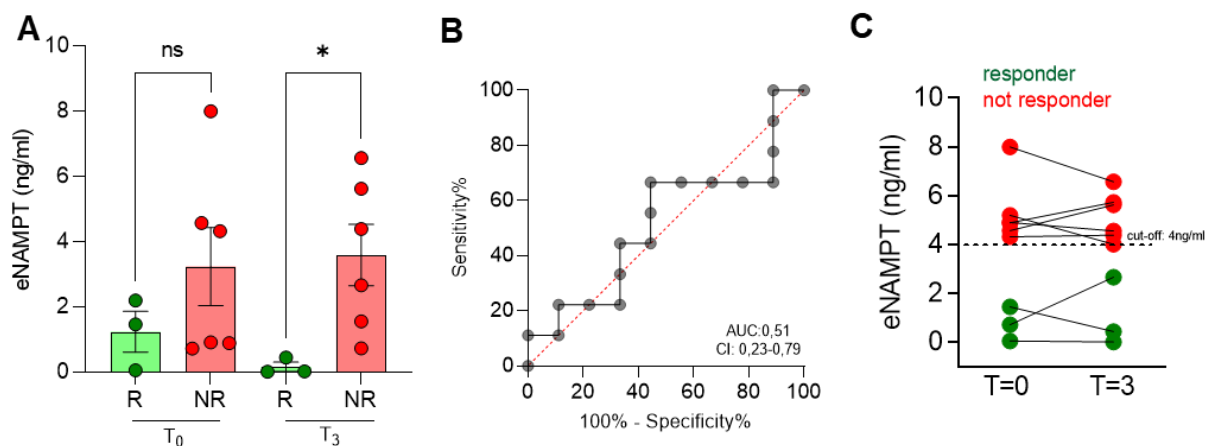 A
ns
*
eNAMPT (ng/ml)
10
8
6
4
2
0
R
NR
R
NR
T0
T3
B
Sensitivity%
100
80
60
40
20
0
AUC:0,51
CI: 0,23-0,79
0
20
40
60
80
100
100% - Specificity%
C
responder
not responder
eNAMPT (ng/ml)
10
8
6
4
2
0
cut-off: 4ng/ml
T=0
T=3